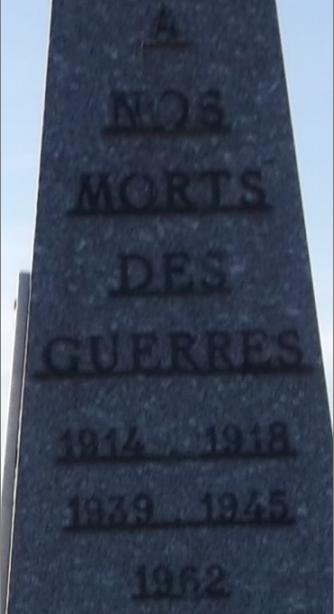 A
NOS
MORTS
DES
GUERRES
1914 . 1918
1939 . 1945
1962